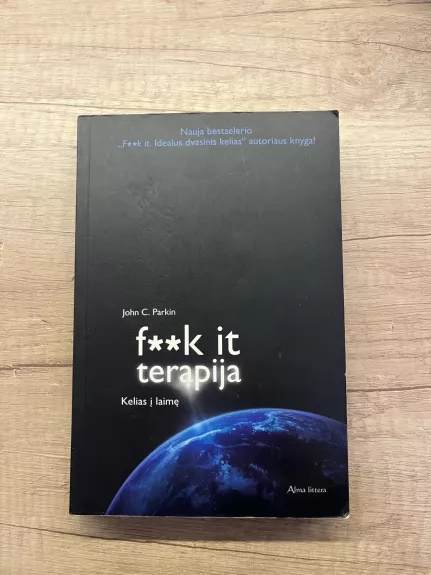 Nauja bestselerio
„F**k it. Idealus dvasinis kelias“ autoriaus knyga!
John C. Parkin
f**k it
terapija
Kelias į laimę
Alma littera